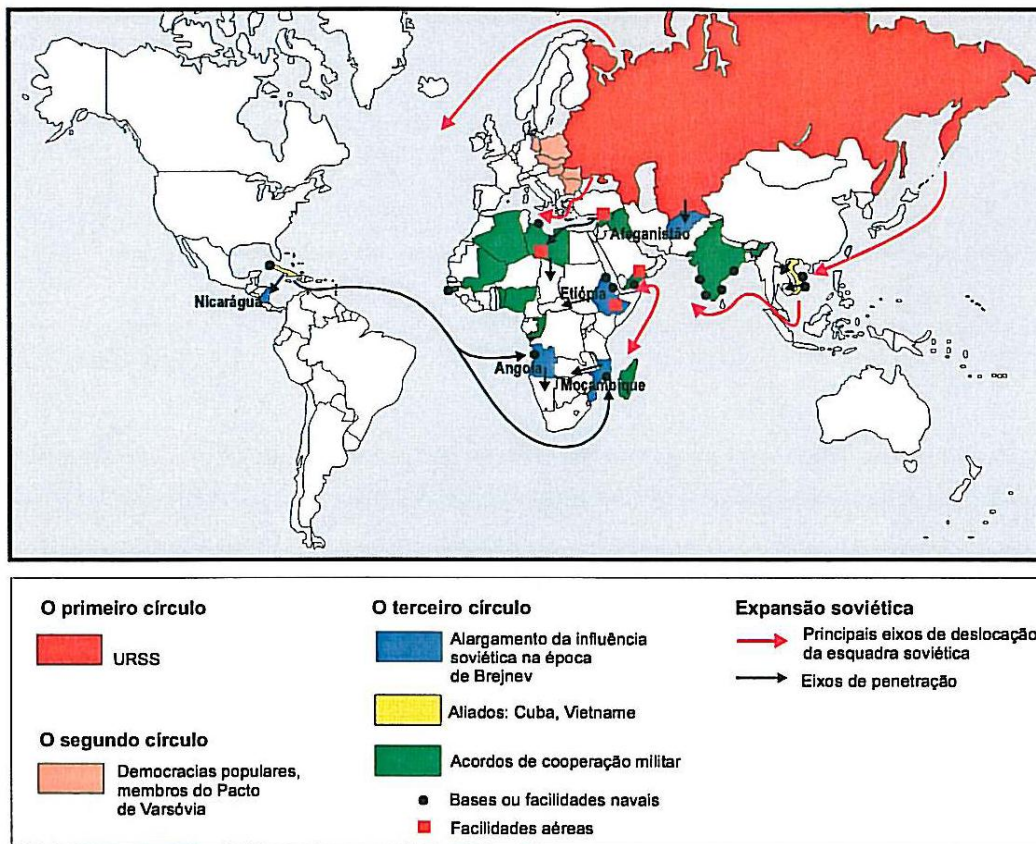 Afeganistão
Nicarágua
Etiópia
Angola
Moçambique
O primeiro círculo
URSS
O segundo círculo
Democracias populares,
membros do Pacto
de Varsóvia
O terceiro círculo
Alargamento da influência
soviética na época
de Brejnev
Aliados: Cuba, Vietname
Acordos de cooperação militar
Bases ou facilidades navais
Facilidades aéreas
Expansão soviética
Principais eixos de deslocação
da esquadra soviética
Eixos de penetração